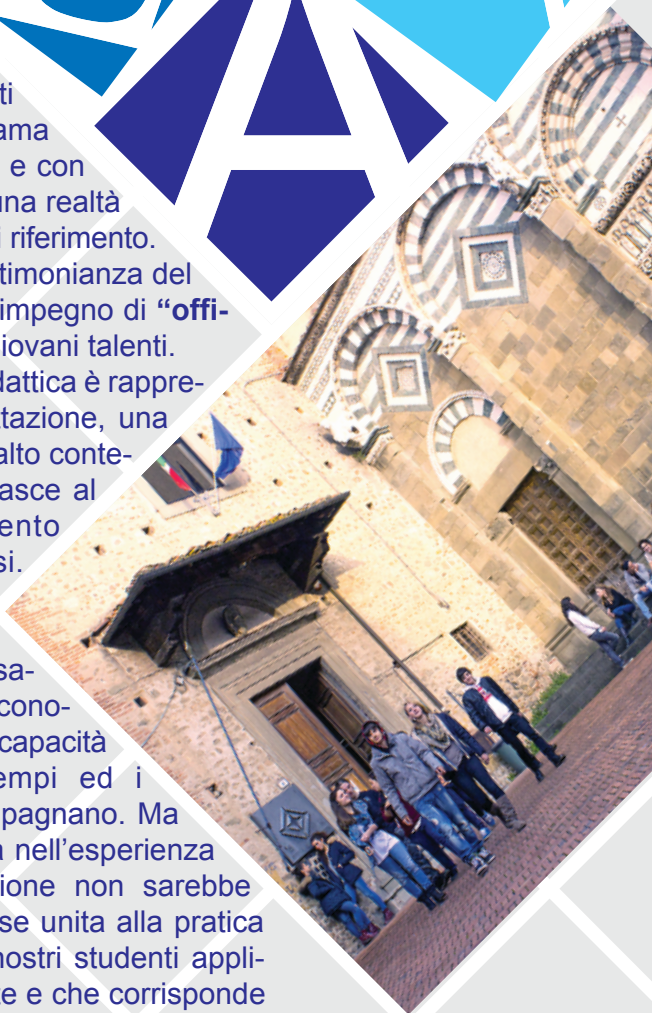 A
ti
ama
e con
una realtà
i riferimento.
timonianza del
impegno di “offi-
iovani talenti.
dattica è rappre-
tazione, una
alto conte-
asce al
ento
si.
sa-
cono-
capacità
empi ed i
pagnano. Ma
a nell'esperienza
ione non sarebbe
se unita alla pratica
nostri studenti appli-
te e che corrisponde